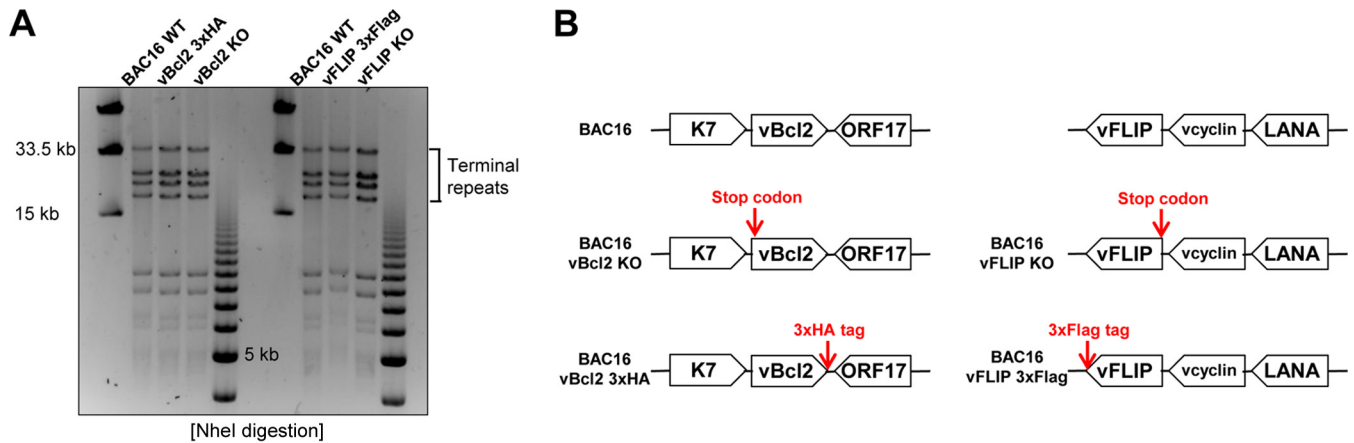 A
BAC16 WT
vBcl2 3xHA
vBcl2 KO
BAC16 WT
vFLIP 3xFlag
vFLIP KO
33.5 kb
15 kb
5 kb
Terminal
repeats
[NheI digestion]
B
BAC16
K7
vBcl2
ORF17
vFLIP
vcyclin
LANA
Stop codon
BAC16
vBcl2 KO
K7
vBcl2
ORF17
Stop codon
BAC16
vFLIP KO
vFLIP
vcyclin
LANA
3xHA tag
BAC16
vBcl2 3xHA
K7
vBcl2
ORF17
3xFlag tag
BAC16
vFLIP 3xFlag
vFLIP
vcyclin
LANA